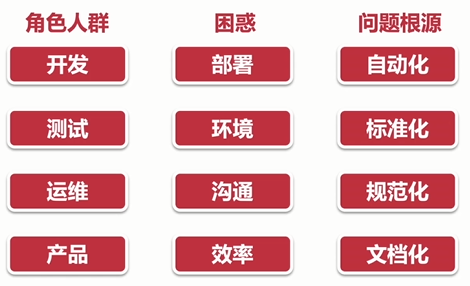 角色人群 困惑 问题根源
开发 部署 自动化
测试 环境 标准化
运维 沟通 规范化
产品 效率 文档化